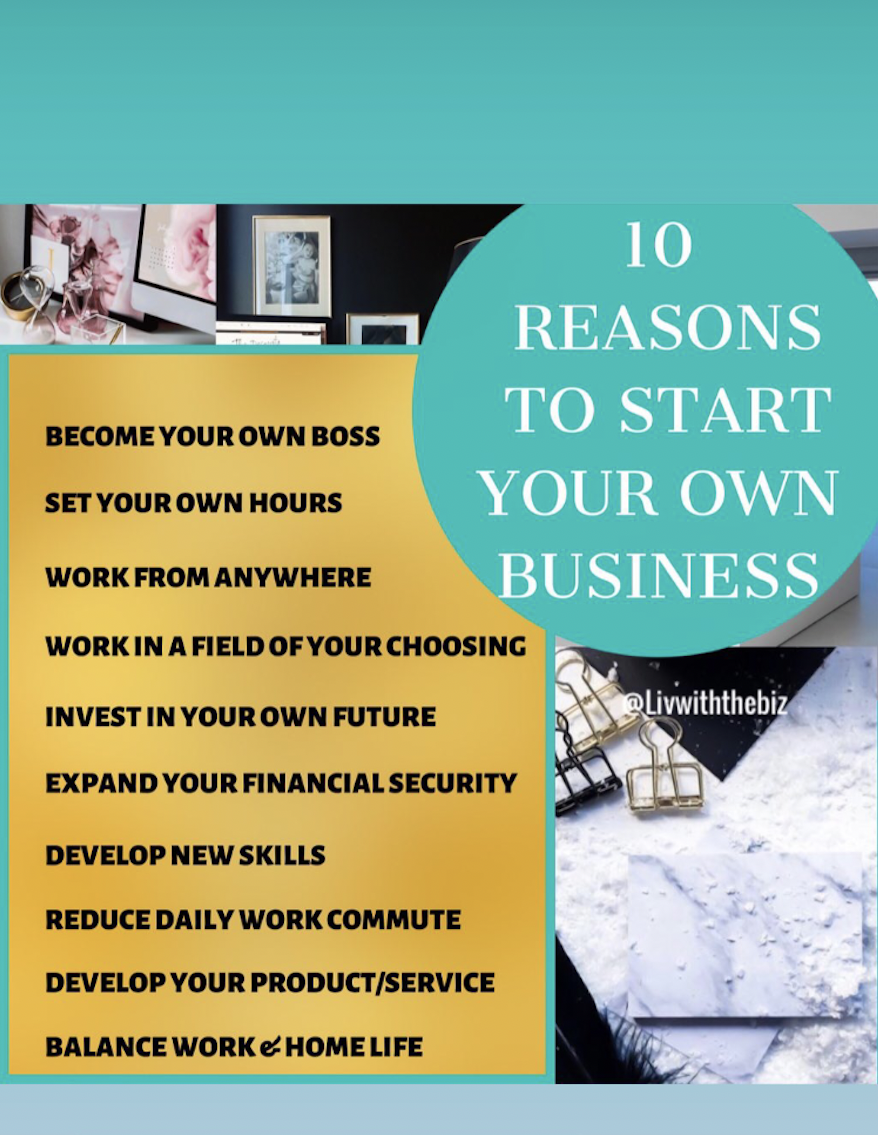 10
REASONS
TO START
YOUR OWN
BUSINESS
BECOME YOUR OWN BOSS
SET YOUR OWN HOURS
WORK FROM ANYWHERE
WORK IN A FIELD OF YOUR CHOOSING
INVEST IN YOUR OWN FUTURE
EXPAND YOUR FINANCIAL SECURITY
DEVELOP NEW SKILLS
REDUCE DAILY WORK COMMUTE
DEVELOP YOUR PRODUCT/SERVICE
BALANCE WORK & HOME LIFE
@Livwiththebiz